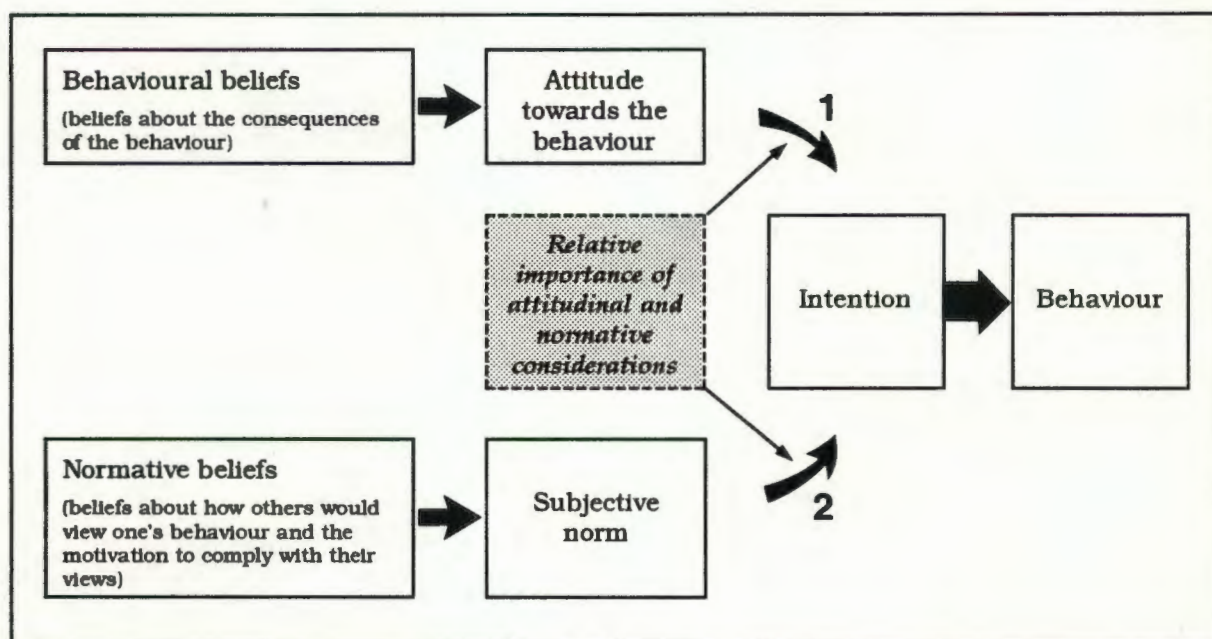 Behavioural beliefs
(beliefs about the consequences
of the behaviour)
Attitude
towards the
behaviour
1
Relative
importance of
attitudinal and
normative
considerations
Intention
Behaviour
Normative beliefs
(beliefs about how others would
view one's behaviour and the
motivation to comply with their
views)
Subjective
norm
2